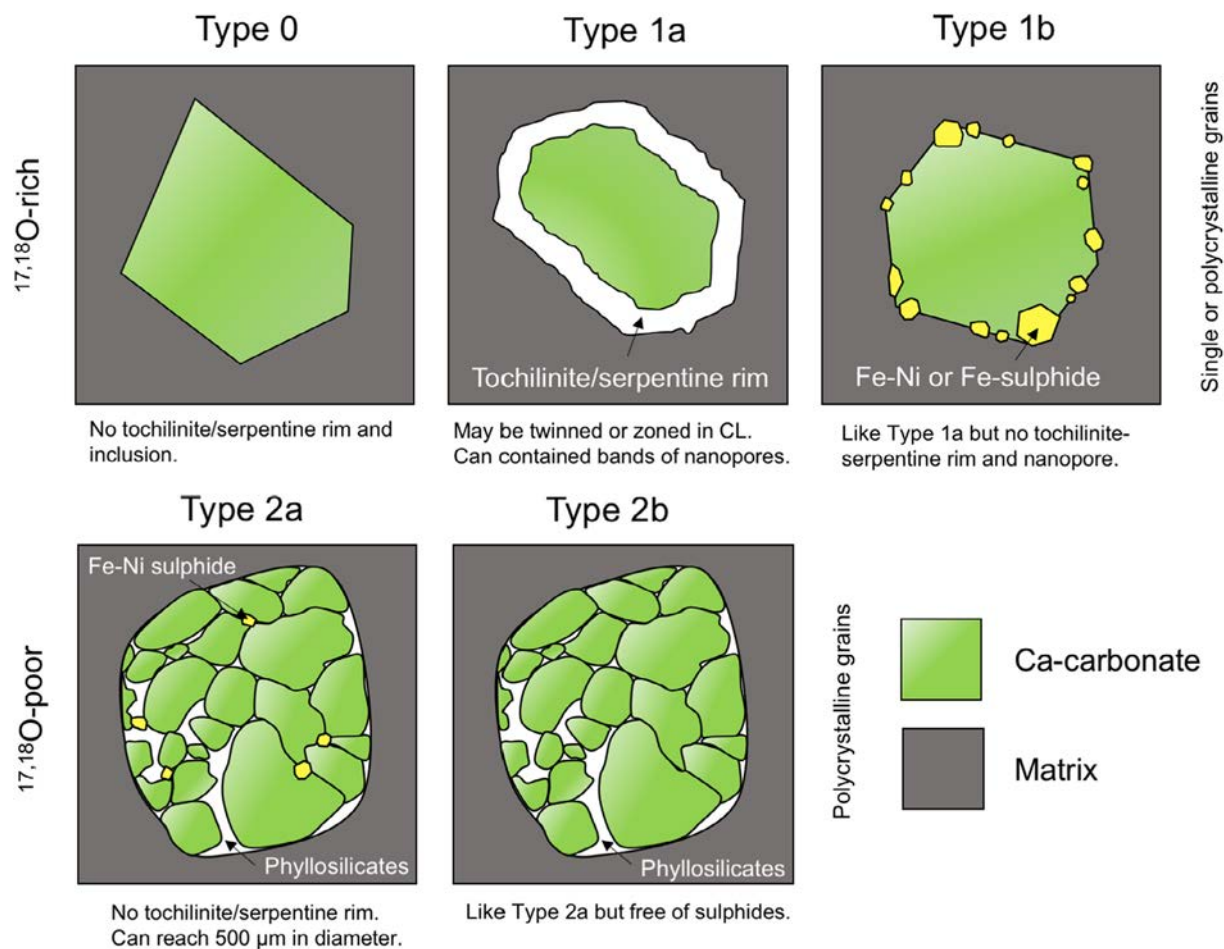 Type 0
Type 1a
Type 1b
17,18O-rich
Tochilinite/serpentine rim
Fe-Ni or Fe-sulphide
Single or polycrystalline grains
No tochilinite/serpentine rim and
inclusion.
May be twinned or zoned in CL.
Can contained bands of nanopores.
Like Type 1a but no tochilinite-
serpentine rim and nanopore.
Type 2a
Type 2b
17,18O-poor
Fe-Ni sulphide
Phyllosilicates
Phyllosilicates
Polycrystalline grains
Ca-carbonate
Matrix
No tochilinite/serpentine rim.
Can reach 500 µm in diameter.
Like Type 2a but free of sulphides.